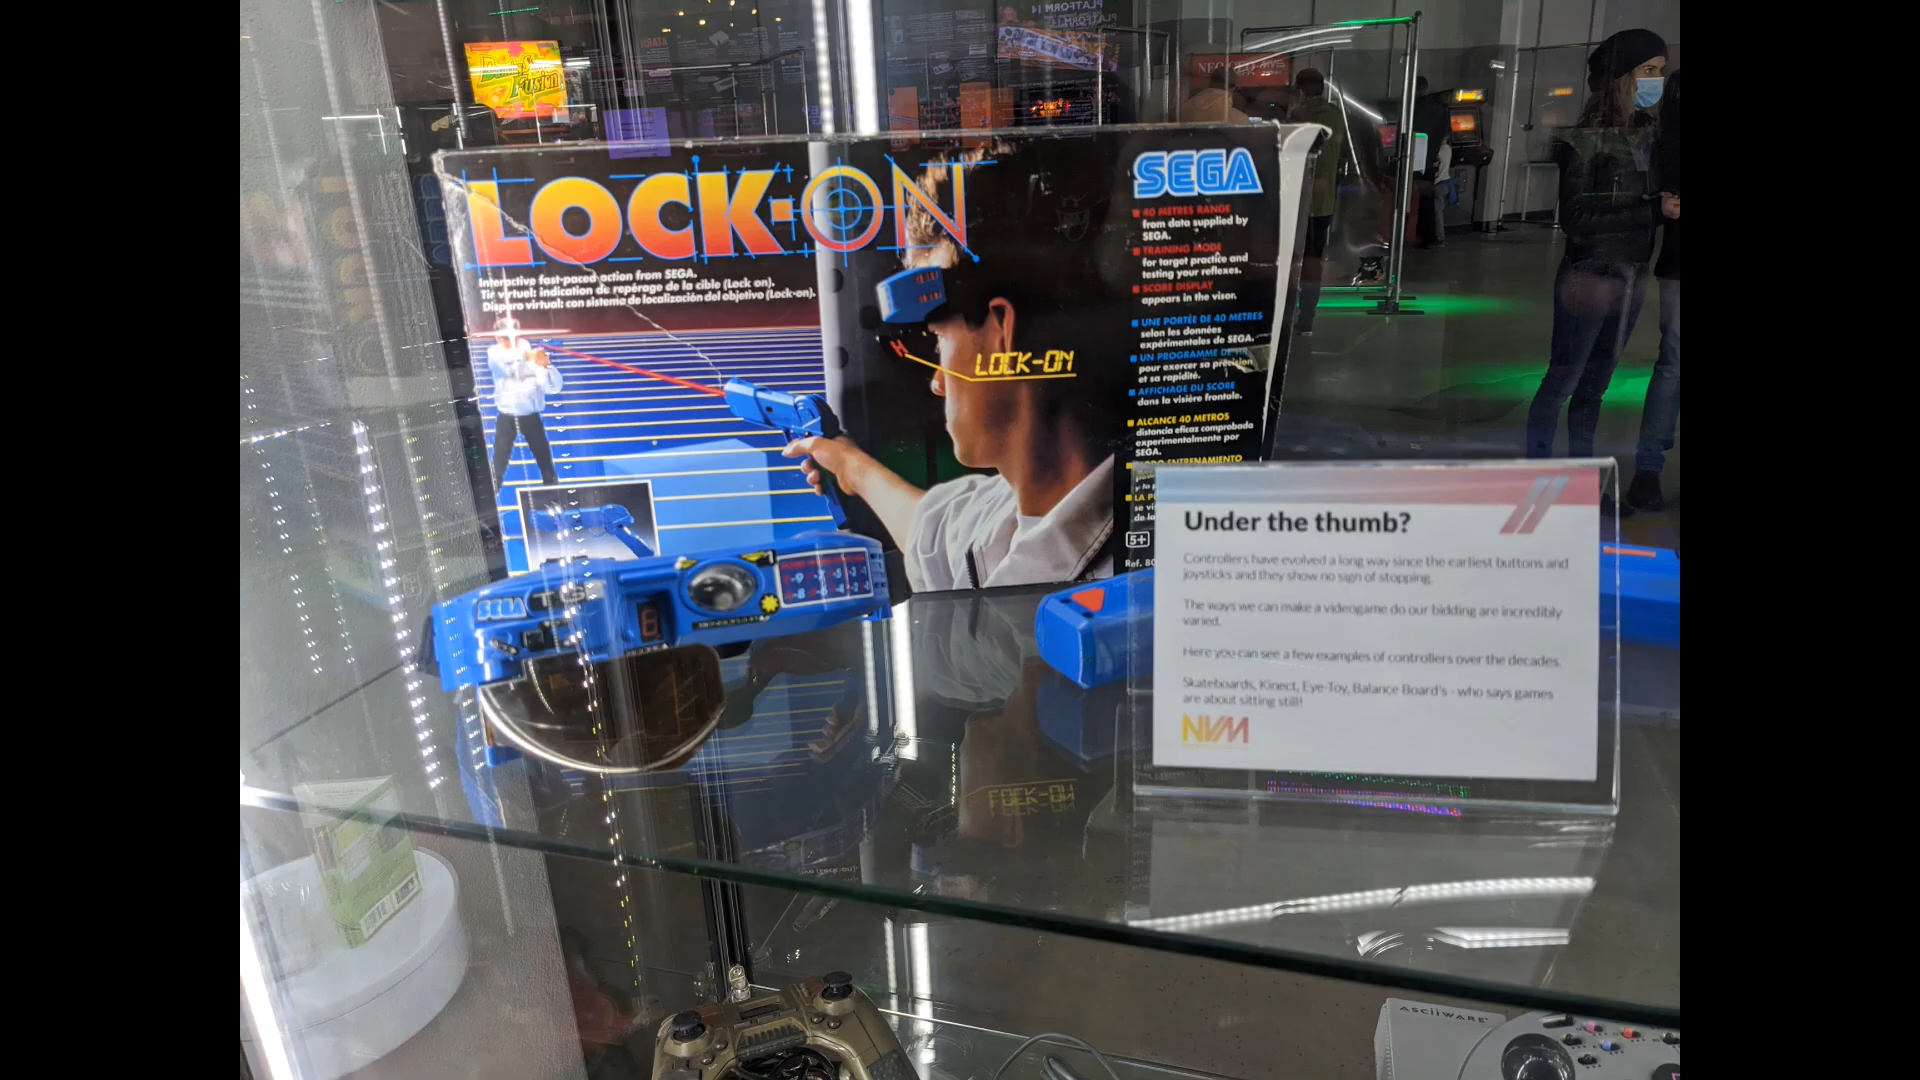 LOCK-ON
Interactive fast-paced action from SEGA.
Tir virtuel: indication de repérage de la cible (Lock on).
Disparo virtual: con sistema de localización del objetivo (Lock-on).
LOCK-ON
SEGA
40 METRES RANGE
from data supplied by
SEGA.
TRAINING MODE
for target practice and
testing your reflexes.
SCORE DISPLAY
appears in the visor.
UNE PORTÉE DE 40 METRES
selon les données
expérimentales de SEGA.
UN PROGRAMME DE
pour exercer sa précision
et sa rapidité.
AFFICHAGE DU SCORE
dans la visière frontale.
ALCANCE 40 METROS
distancia eficaz comprobada
experimentalmente por
SEGA.
ENTRENAMIENTO
5+
SEGA
Under the thumb?
Controllers have evolved a long way since the earliest buttons and
joysticks and they show no sign of stopping.
The ways we can make a videogame do our bidding are incredibly
varied.
Here you can see a few examples of controllers over the decades.
Skateboards, Kinect, Eye-Toy, Balance Board's - who says games
are about sitting still!
NVM
ASCIIWARE